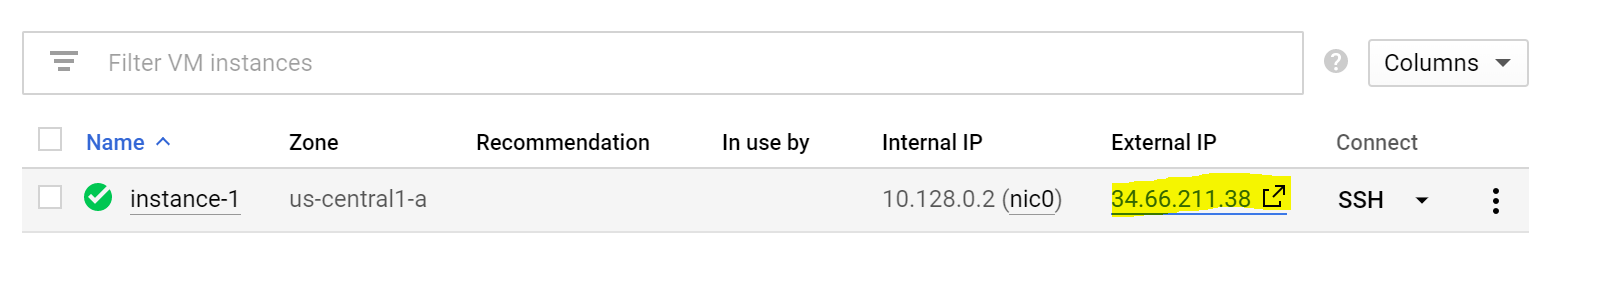 Filter VM instances
? Columns
Name Zone Recommendation In use by Internal IP External IP Connect
instance-1 us-central1-a 10.128.0.2 (nic0) 34.66.211.38 SSH